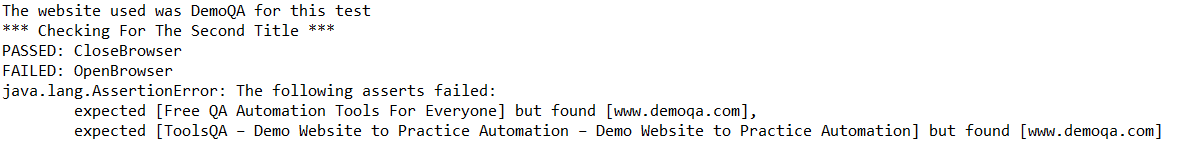 The website used was DemoQA for this test
*** Checking For The Second Title ***
PASSED: CloseBrowser
FAILED: OpenBrowser
java.lang.AssertionError: The following asserts failed:
expected [Free QA Automation Tools For Everyone] but found [www.demoqa.com],
expected [ToolsQA – Demo Website to Practice Automation – Demo Website to Practice Automation] but found [www.demoqa.com]